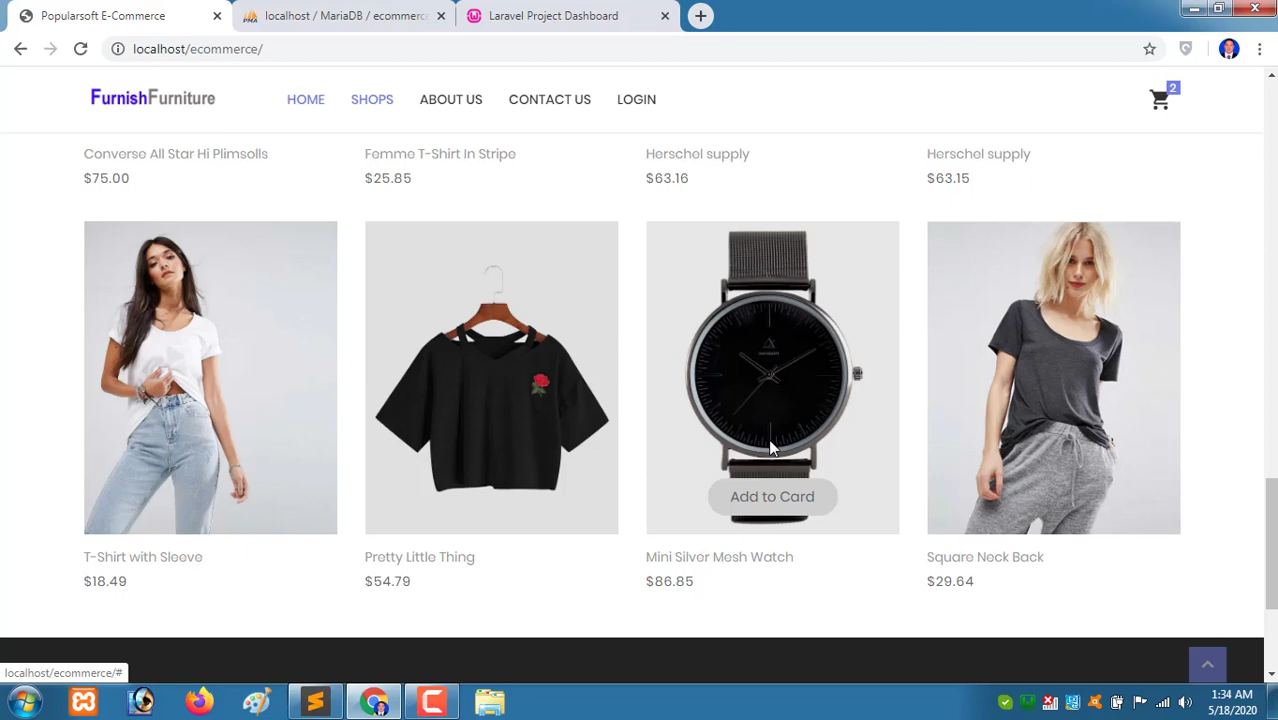 Popularsoft E-Commerce
localhost / MariaDB / ecommerc
Laravel Project Dashboard
localhost/ecommerce/
FurnishFurniture
HOME
SHOPS
ABOUT US
CONTACT US
LOGIN
2
Converse All Star Hi Plimsolls
Femme T-Shirt In Stripe
Herschel supply
Herschel supply
$75.00
$25.85
$63.16
$63.15
Add to Card
T-Shirt with Sleeve
Pretty Little Thing
Mini Silver Mesh Watch
Square Neck Back
$18.49
$54.79
$86.85
$29.64
localhost/ecommerce/#
1:34 AM
5/18/2020